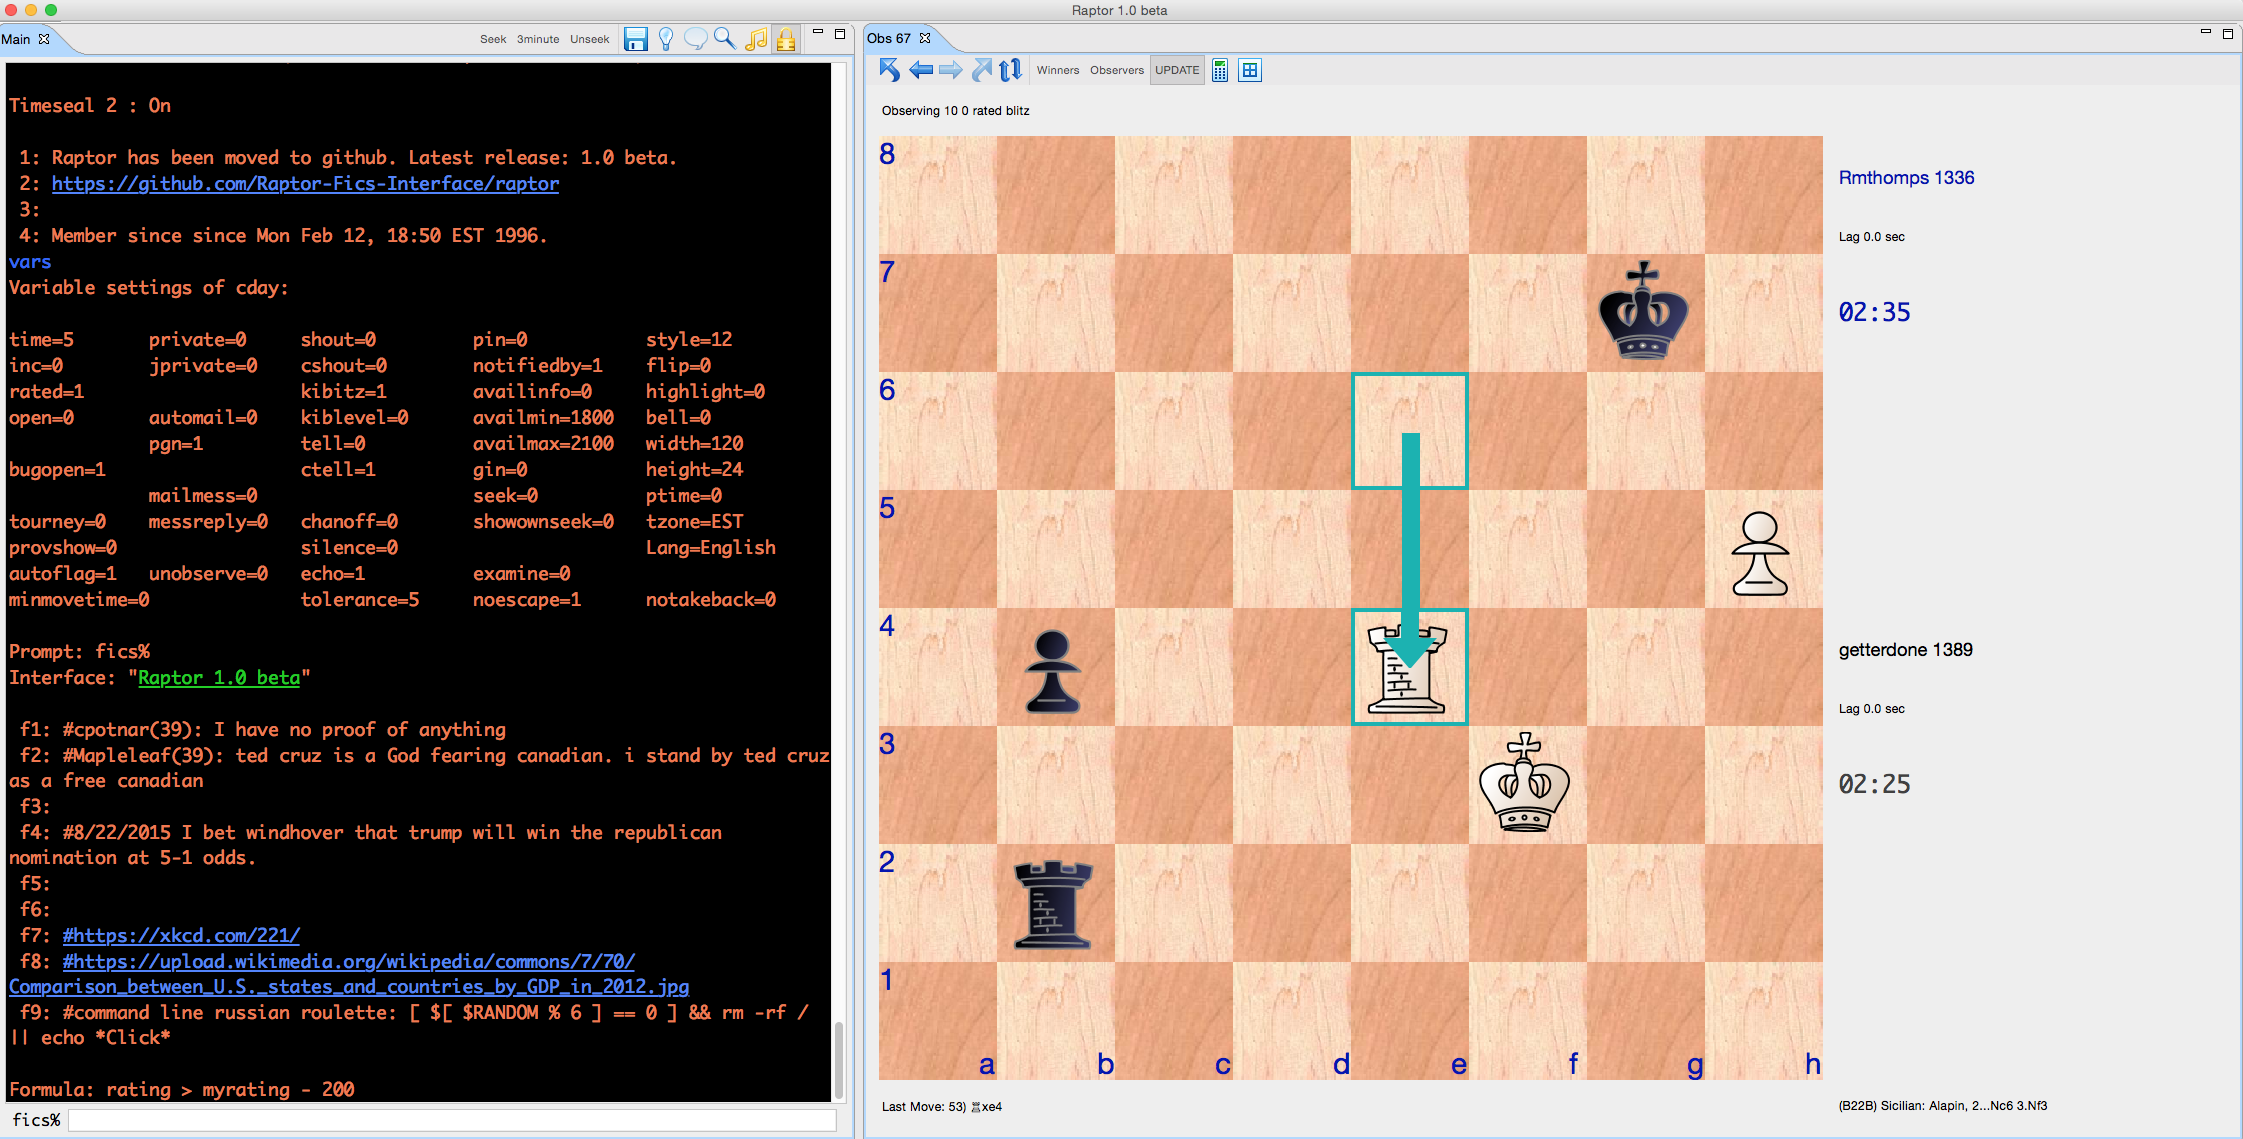 Raptor 1.0 beta
Main
Seek 3minute Unseek
Timeseal 2 : On
1: Raptor has been moved to github. Latest release: 1.0 beta.
2: https://github.com/Raptor-Fics-Interface/raptor
3:
4: Member since since Mon Feb 12, 18:50 EST 1996.
vars
Variable settings of cday:
time=5 private=0 shout=0 pin=0 style=12
inc=0 jprivate=0 cshout=0 notifiedby=1 flip=0
rated=1 kibitz=1 availinfo=0 highlight=0
open=0 automail=0 kiblevel=0 availmin=1800 bell=0
pgn=1 tell=0 availmax=2100 width=120
bugopen=1 ctell=1 gin=0 height=24
mailmess=0 seek=0 ptime=0
tourney=0 messreply=0 chanoff=0 showownseek=0 tzone=EST
provshow=0 silence=0 Lang=English
autoflag=1 unobserve=0 echo=1 examine=0
minmovetime=0 tolerance=5 noescape=1 notakeback=0
Prompt: fics%
Interface: "Raptor 1.0 beta"
f1: #cpotnar(39): I have no proof of anything
f2: #Mapleleaf(39): ted cruz is a God fearing canadian. i stand by ted cruz
as a free canadian
f3:
f4: #8/22/2015 I bet windhover that trump will win the republican
nomination at 5-1 odds.
f5:
f6:
f7: #https://xkcd.com/221/
f8: #https://upload.wikimedia.org/wikipedia/commons/7/70/
Comparison_between_U.S._states_and_countries_by_GDP_in_2012.jpg
f9: #command line russian roulette: [ $[ $RANDOM % 6 ] == 0 ] && rm -rf /
|| echo *Click*
Formula: rating > myrating - 200
fics%
Obs 67
Winners Observers UPDATE
Observing 10 0 rated blitz
8
7
6
5
4
3
2
1
a b c d e f g h
Rmthomps 1336
Lag 0.0 sec
02:35
getterdone 1389
Lag 0.0 sec
02:25
Last Move: 53) ♖xe4
(B22B) Sicilian: Alapin, 2...Nc6 3.Nf3